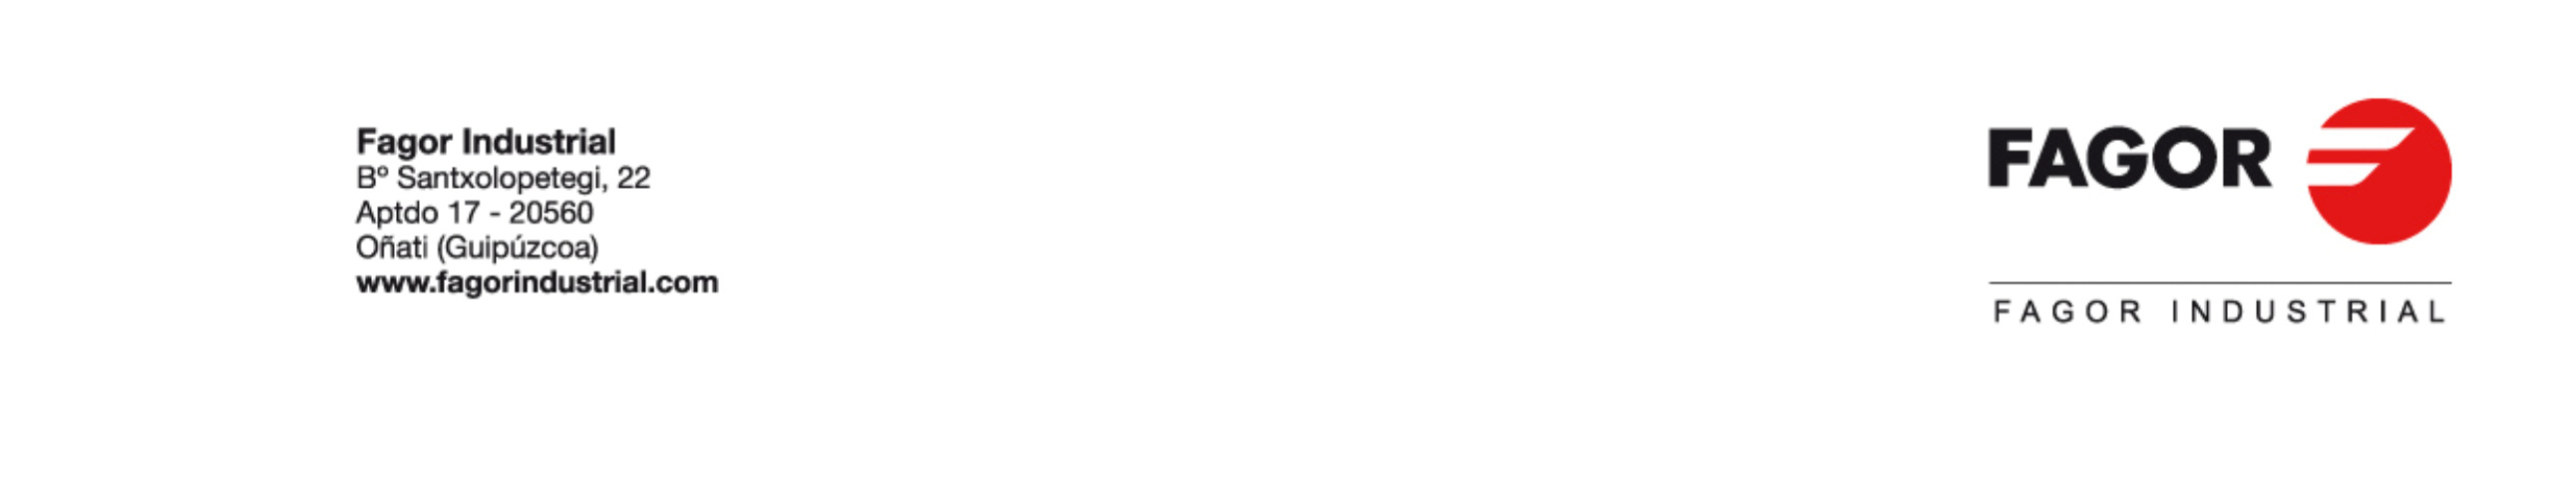 Fagor Industrial
Bº Santxolopetegi, 22
Aptdo 17 - 20560
Oñati (Guipúzcoa)
www.fagorindustrial.com
FAGOR
FAGOR INDUSTRIAL